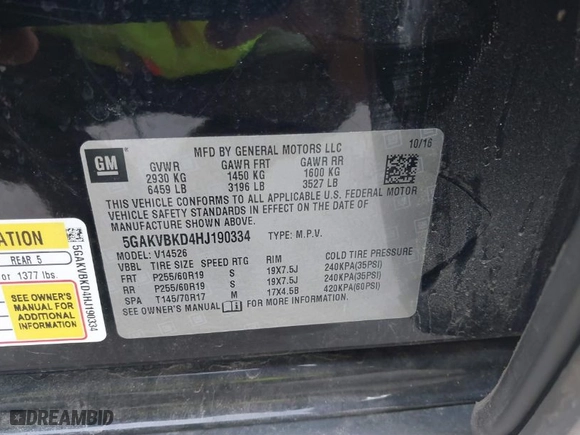 GM
MFD BY GENERAL MOTORS LLC
10/16
GVWR GAWR FRT GAWR RR
2930 KG 1450 KG 1600 KG
6459 LB 3196 LB 3527 LB
THIS VEHICLE CONFORMS TO ALL APPLICABLE U.S. FEDERAL MOTOR
VEHICLE SAFETY STANDARDS IN EFFECT ON THE DATE OF
MANUFACTURE SHOWN ABOVE.
5GAKVBKD4HJ190334 TYPE: M.P.V.
MODEL: V14526
VBBL TIRE SIZE RIM COLD TIRE PRESSURE
FRT P255/60R19 S 19X7.5J 240KPA(35PSI)
RR P255/60R19 S 19X7.5J 240KPA(35PSI)
SPA T145/70R17 M 17X4.5B 420KPA(60PSI)
SEE OWNER'S MANUAL FOR MORE INFORMATION.
ATION
REAR 5
or 1377 lbs.
SEE OWNER'S
MANUAL FOR
ADDITIONAL
INFORMATION
5GAKVBKD4HJ190334
DREAMBID